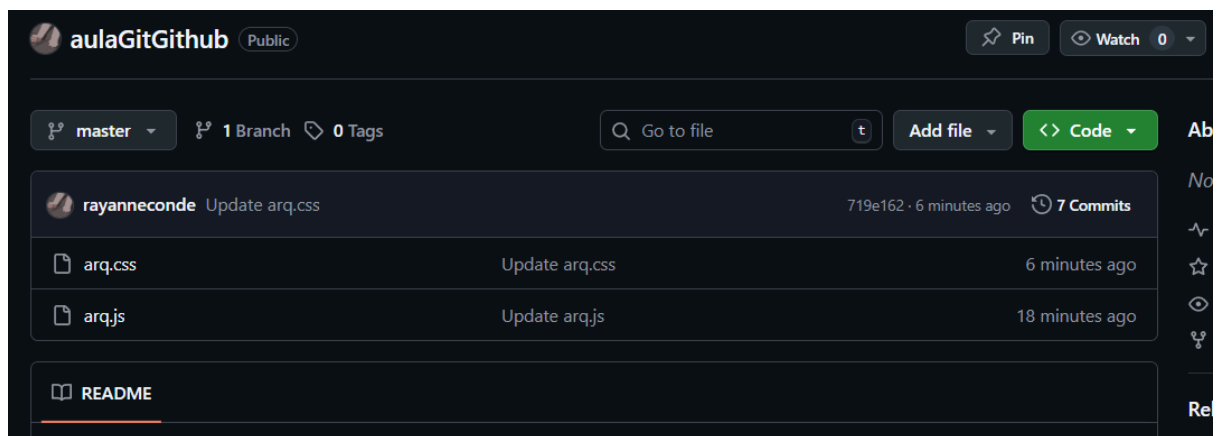 aulaGitGithub Public Pin Watch 0
master 1 Branch 0 Tags Go to file t Add file Code
Ab
No
rayanneconde Update arq.css 719e162 · 6 minutes ago 7 Commits
arq.css Update arq.css 6 minutes ago
arq.js Update arq.js 18 minutes ago
README
Rel